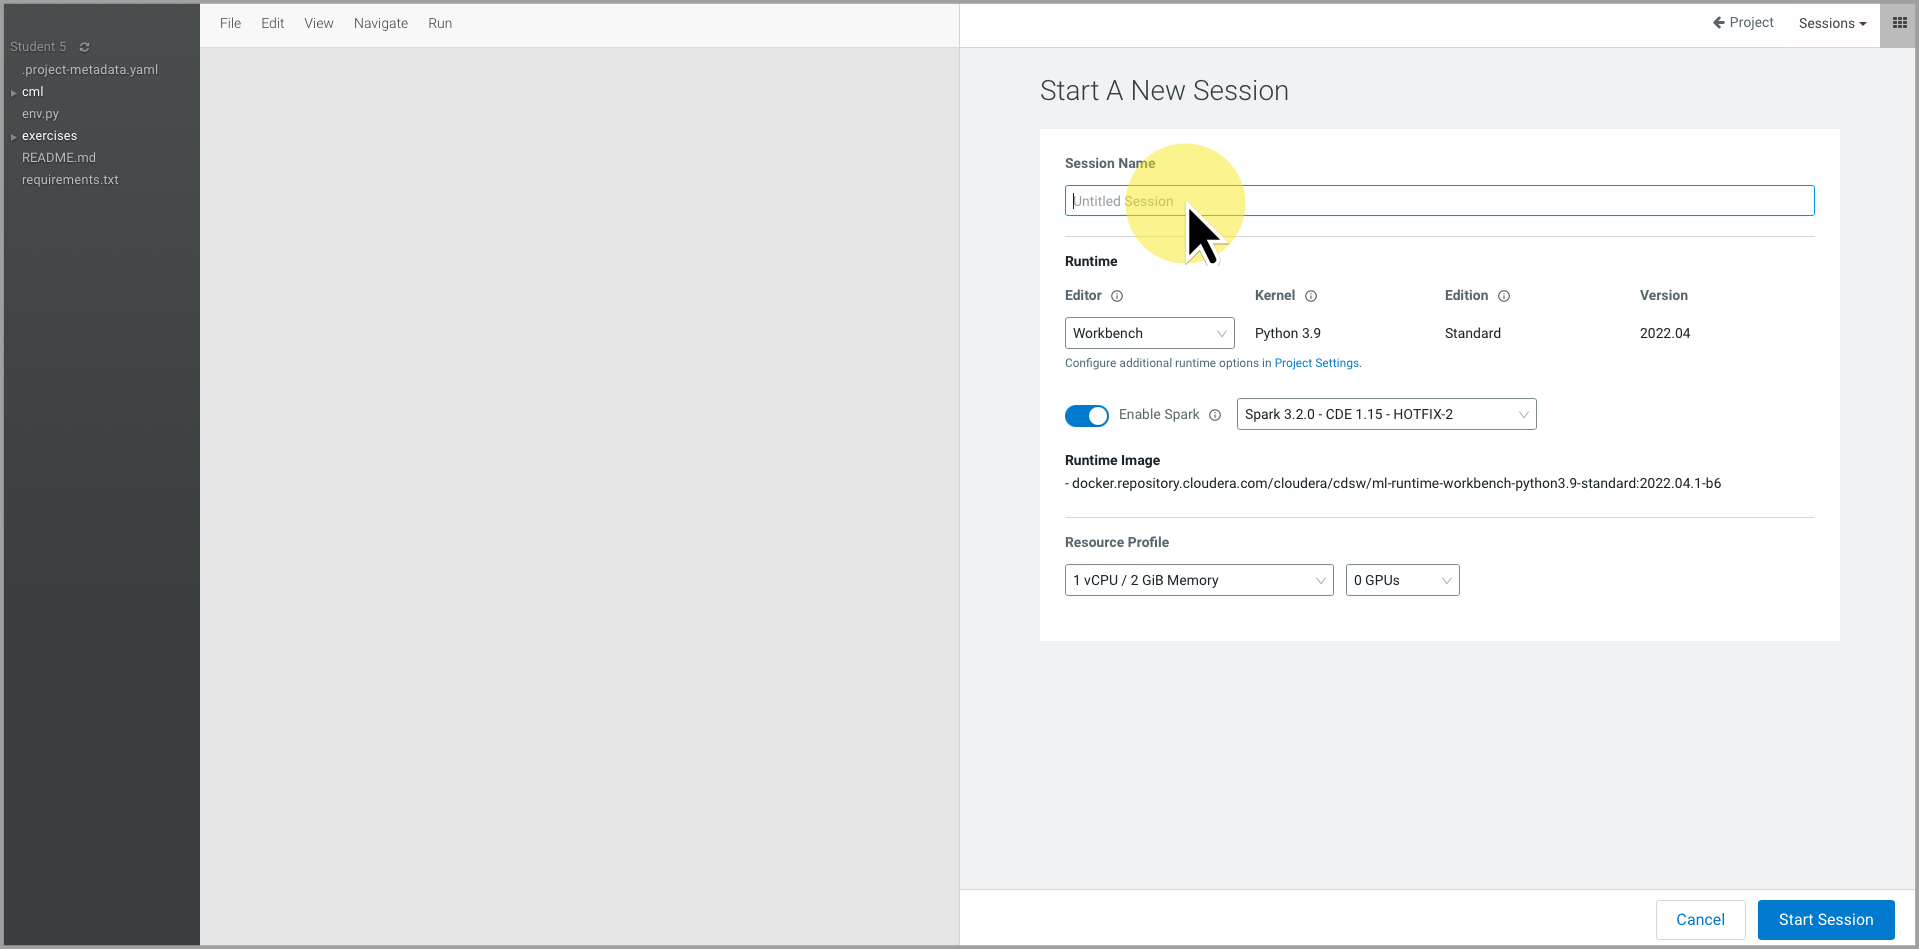 Student 5
.project-metadata.yaml
cml
env.py
exercises
README.md
requirements.txt
File Edit View Navigate Run
Project Sessions
Start A New Session
Session Name
Untitled Session
Runtime
Editor Kernel Edition Version
Workbench Python 3.9 Standard 2022.04
Configure additional runtime options in Project Settings.
Enable Spark Spark 3.2.0 - CDE 1.15 - HOTFIX-2
Runtime Image
- docker.repository.cloudera.com/cloudera/cdsw/ml-runtime-workbench-python3.9-standard:2022.04.1-b6
Resource Profile
1 vCPU / 2 GiB Memory 0 GPUs
Cancel Start Session